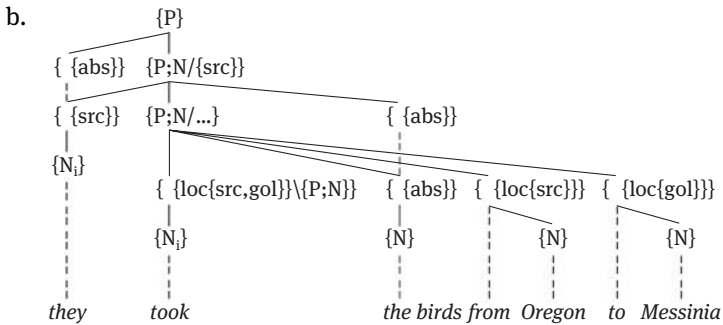 b.
{P}
{ {abs}} {P;N/{src}}
{ {src}} {P;N/...} { {abs}}
{Nᵢ}
{ {loc{src,gol}}\{P;N}} { {abs}} { {loc{src}}} { {loc{gol}}}
{Nᵢ} {N} {N} {N}
they took the birds from Oregon to Messinia